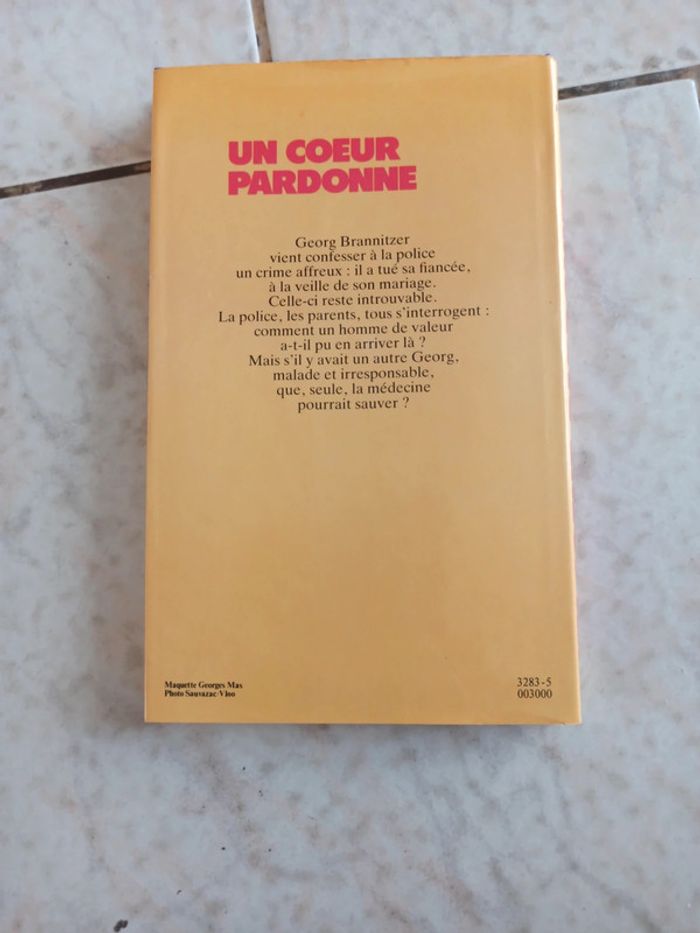 UN COEUR
PARDONNE
Georg Brannitzer
vient confesser à la police
un crime affreux : il a tué sa fiancée,
à la veille de son mariage.
Celle-ci reste introuvable.
La police, les parents, tous s'interrogent :
comment un homme de valeur
a-t-il pu en arriver là ?
Mais s'il y avait un autre Georg,
malade et irresponsable,
que, seule, la médecine
pourrait sauver ?
Maquette Georges Mas
Photo Sauvazac/Vloo
3283-5
003000